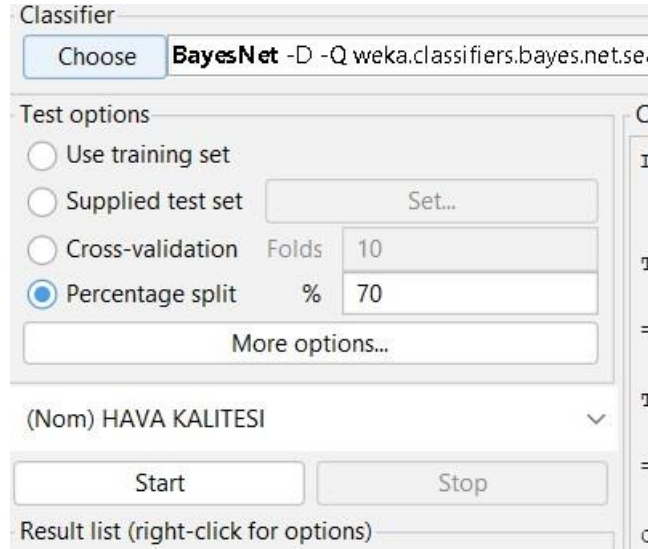 Classifier
Choose BayesNet -D -Q weka.classifiers.bayes.net.sea
Test options
Use training set
Supplied test set Set...
Cross-validation Folds 10
Percentage split % 70
More options...
(Nom) HAVA KALITESI
Start Stop
Result list (right-click for options)